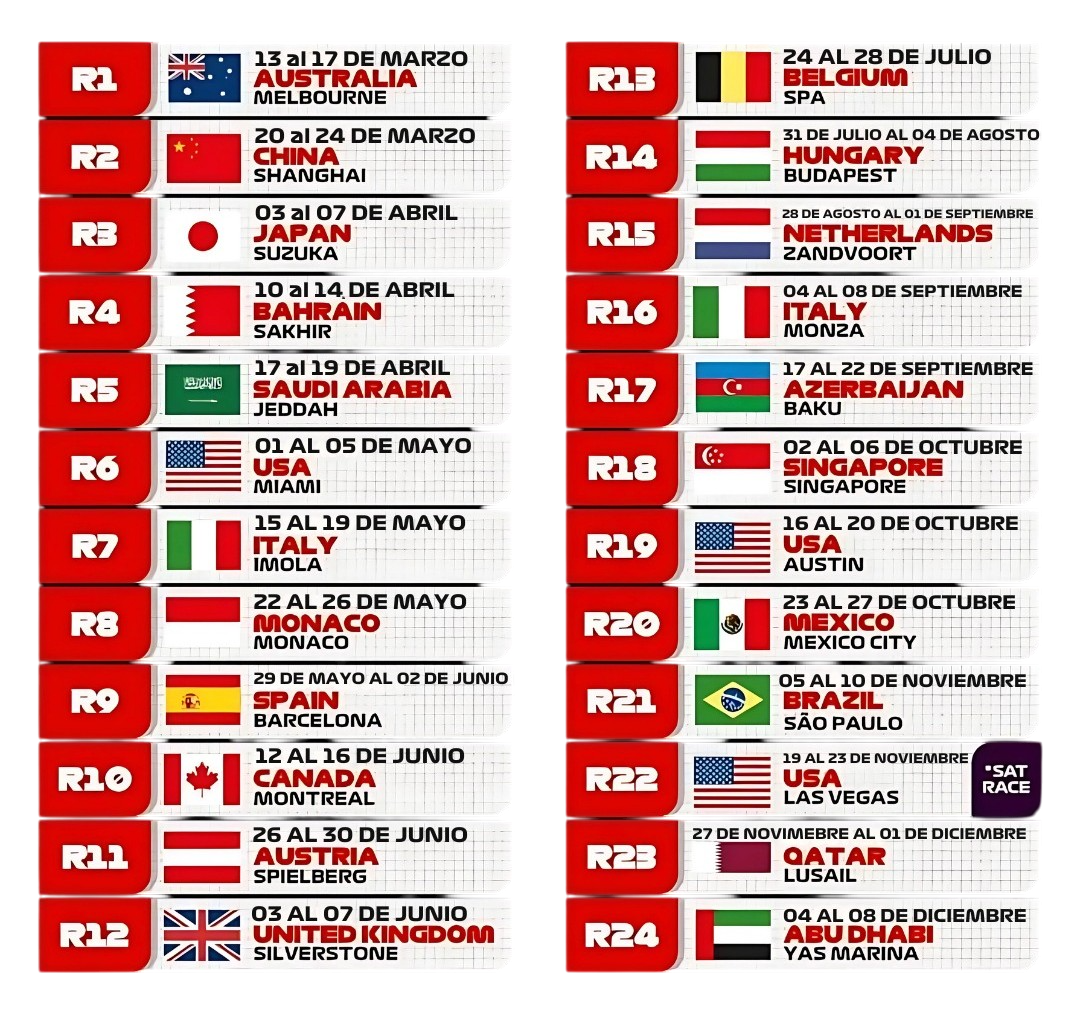 R1
13 al 17 DE MARZO
AUSTRALIA
MELBOURNE
R2
20 al 24 DE MARZO
CHINA
SHANGHAI
R3
03 al 07 DE ABRIL
JAPAN
SUZUKA
R4
10 al 14 DE ABRIL
BAHRÁIN
SAKHIR
R5
17 al 19 DE ABRIL
SAUDI ARABIA
JEDDAH
R6
01 AL 05 DE MAYO
USA
MIAMI
R7
15 AL 19 DE MAYO
ITALY
IMOLA
R8
22 AL 26 DE MAYO
MONACO
MONACO
R9
29 DE MAYO AL 02 DE JUNIO
SPAIN
BARCELONA
R10
12 AL 16 DE JUNIO
CANADA
MONTREAL
R11
26 AL 30 DE JUNIO
AUSTRIA
SPIELBERG
R12
03 AL 07 DE JUNIO
UNITED KINGDOM
SILVERSTONE
R13
24 AL 28 DE JULIO
BELGIUM
SPA
R14
31 DE JULIO AL 04 DE AGOSTO
HUNGARY
BUDAPEST
R15
28 DE AGOSTO AL 01 DE SEPTIEMBRE
NETHERLANDS
ZANDVOORT
R16
04 AL 08 DE SEPTIEMBRE
ITALY
MONZA
R17
17 AL 22 DE SEPTIEMBRE
AZERBAIJAN
BAKU
R18
02 AL 06 DE OCTUBRE
SINGAPORE
SINGAPORE
R19
16 AL 20 DE OCTUBRE
USA
AUSTIN
R20
23 AL 27 DE OCTUBRE
MEXICO
MEXICO CITY
R21
05 AL 10 DE NOVIEMBRE
BRAZIL
SÃO PAULO
R22
19 AL 23 DE NOVIEMBRE
USA
LAS VEGAS
*SAT
RACE
R23
27 DE NOVIMEBRE AL 01 DE DICIEMBRE
QATAR
LUSAIL
R24
04 AL 08 DE DICIEMBRE
ABU DHABI
YAS MARINA